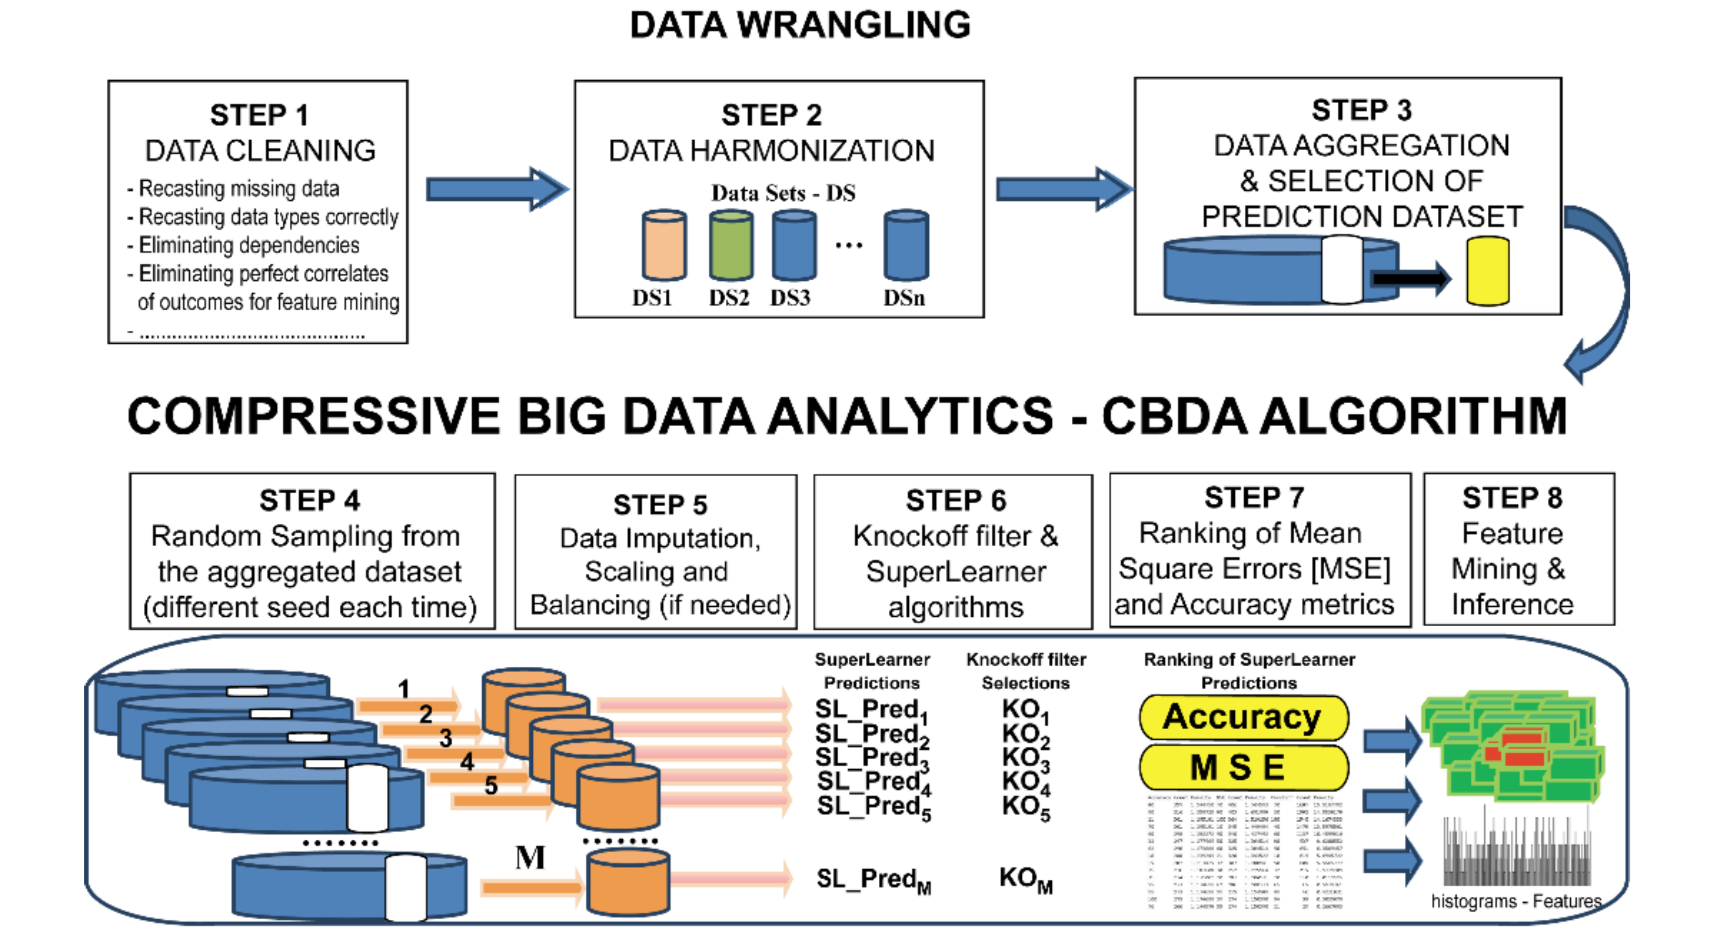 DATA WRANGLING
STEP 1
DATA CLEANING
- Recasting missing data
- Recasting data types correctly
- Eliminating dependencies
- Eliminating perfect correlates
of outcomes for feature mining
- ..........................................
STEP 2
DATA HARMONIZATION
Data Sets - DS
...
DS1 DS2 DS3 DSn
STEP 3
DATA AGGREGATION
& SELECTION OF
PREDICTION DATASET
COMPRESSIVE BIG DATA ANALYTICS - CBDA ALGORITHM
STEP 4
Random Sampling from
the aggregated dataset
(different seed each time)
STEP 5
Data Imputation,
Scaling and
Balancing (if needed)
STEP 6
Knockoff filter &
SuperLearner
algorithms
STEP 7
Ranking of Mean
Square Errors [MSE]
and Accuracy metrics
STEP 8
Feature
Mining &
Inference
1
2
3
4
5
.......
M
.......
SuperLearner
Predictions
SL_Pred1
SL_Pred2
SL_Pred3
SL_Pred4
SL_Pred5
SL_PredM
Knockoff filter
Selections
KO1
KO2
KO3
KO4
KO5
KOM
Ranking of SuperLearner
Predictions
Accuracy
M S E
histograms - Features